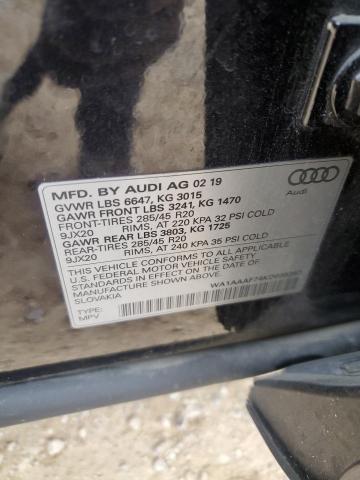 MFD. BY AUDI AG 02 19
GVWR LBS 6647, KG 3015
GAWR FRONT LBS 3241, KG 1470
FRONT-TIRES 285/45 R20
9JX20 RIMS, AT 220 KPA 32 PSI COLD
GAWR REAR LBS 3803, KG 1725
REAR-TIRES 285/45 R20
9JX20 RIMS, AT 240 KPA 35 PSI COLD
THIS VEHICLE CONFORMS TO ALL APPLICABLE
U.S. FEDERAL MOTOR VEHICLE SAFETY
STANDARDS IN EFFECT ON THE DATE OF
MANUFACTURE SHOWN ABOVE.
SLOVAKIA
TYPE:
MPV